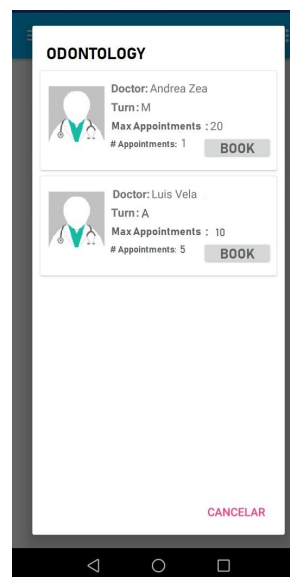 ODONTOLOGY
Doctor: Andrea Zea
Turn: M
Max Appointments : 20
# Appointments: 1
BOOK
Doctor: Luis Vela
Turn: A
Max Appointments : 10
# Appointments: 5
BOOK
CANCELAR